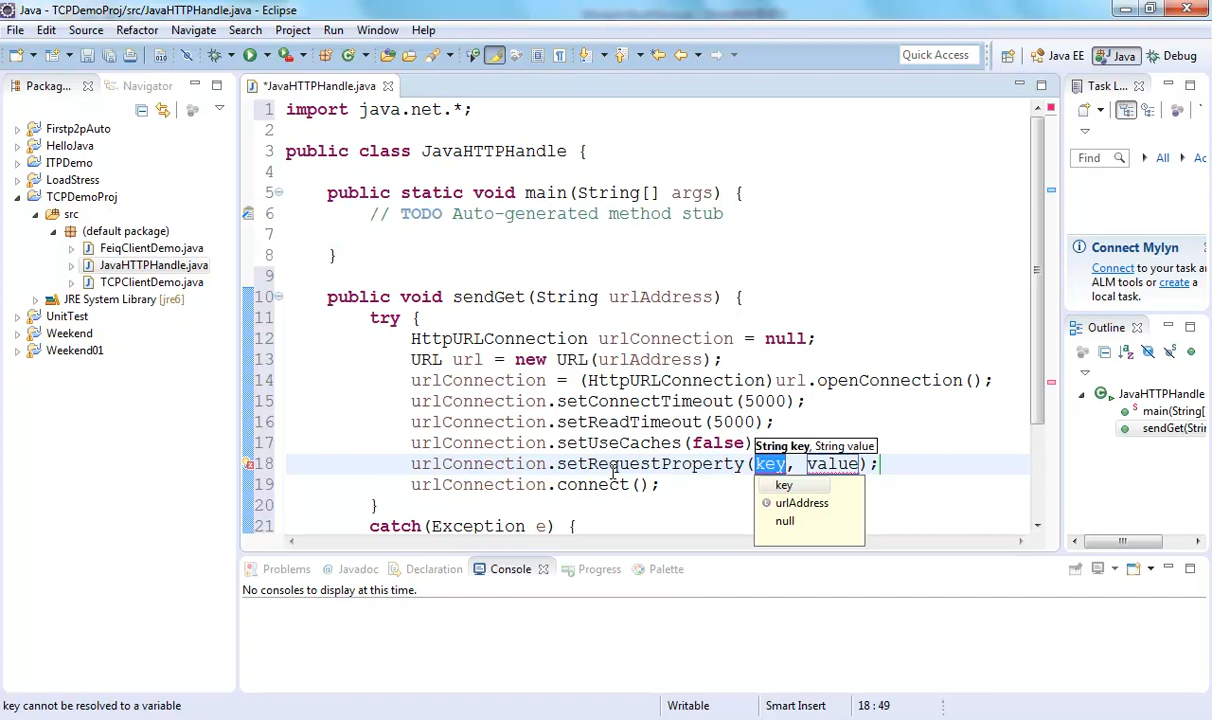 Java - TCPDemoProj/src/JavaHTTPHandle.java - Eclipse
File Edit Source Refactor Navigate Search Project Run Window Help
Quick Access Java EE Java Debug
Packag... Navigator
*JavaHTTPHandle.java
Task L...
Firstp2pAuto
HelloJava
ITPDemo
LoadStress
TCPDemoProj
src
(default package)
FeiqClientDemo.java
JavaHTTPHandle.java
TCPClientDemo.java
JRE System Library [jre6]
UnitTest
Weekend
Weekend01
1 import java.net.*;
2
3 public class JavaHTTPHandle {
4
5 public static void main(String[] args) {
6 // TODO Auto-generated method stub
7
8 }
9
10 public void sendGet(String urlAddress) {
11 try {
12 HttpURLConnection urlConnection = null;
13 URL url = new URL(urlAddress);
14 urlConnection = (HttpURLConnection)url.openConnection();
15 urlConnection.setConnectTimeout(5000);
16 urlConnection.setReadTimeout(5000);
17 urlConnection.setUseCaches(false)
String key, String value
18 urlConnection.setRequestProperty(key, value);
19 urlConnection.connect();
20 }
21 catch(Exception e) {
key
urlAddress
null
Find All Ac
Connect Mylyn
Connect to your task a
ALM tools or create a
local task.
Outline
JavaHTTPHandle
main(String[
sendGet(Strin
Problems Javadoc Declaration Console Progress Palette
No consoles to display at this time.
key cannot be resolved to a variable
Writable Smart Insert 18 : 49